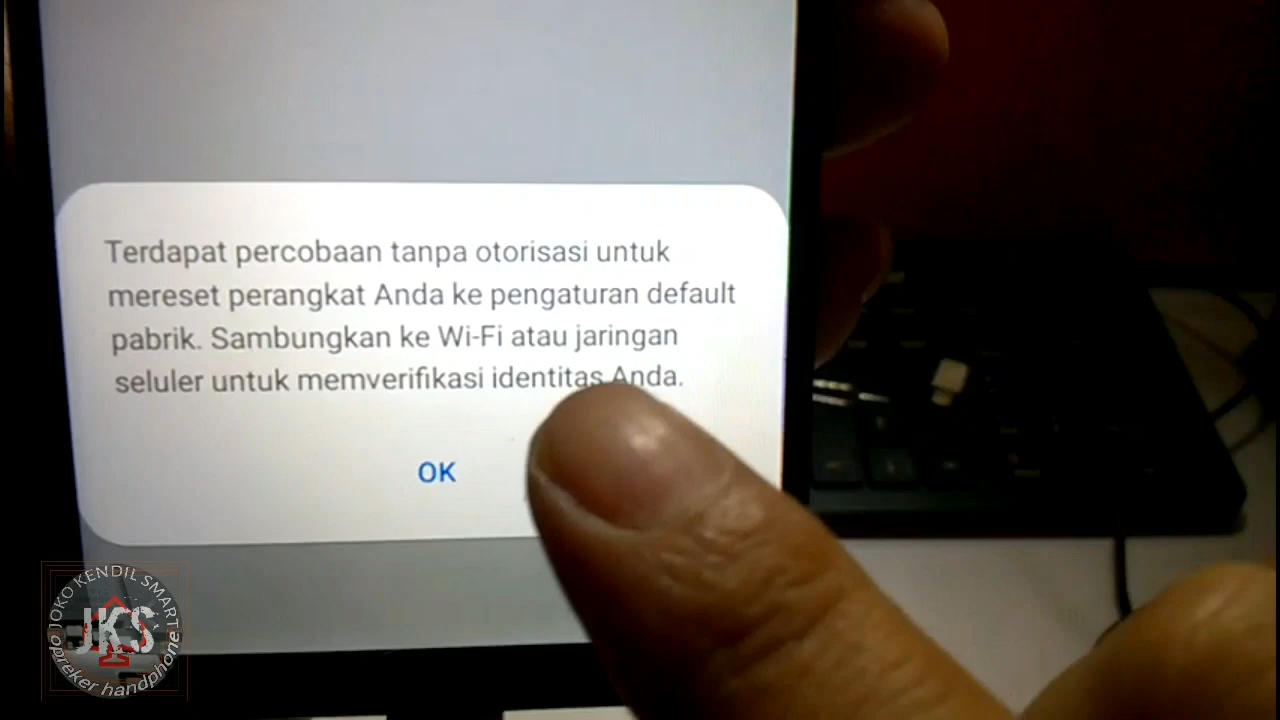 Terdapat percobaan tanpa otorisasi untuk
mereset perangkat Anda ke pengaturan default
pabrik. Sambungkan ke Wi-Fi atau jaringan
seluler untuk memverifikasi identitas Anda.
OK
JOKO KENDIL SMART
JKS
opreker handphone